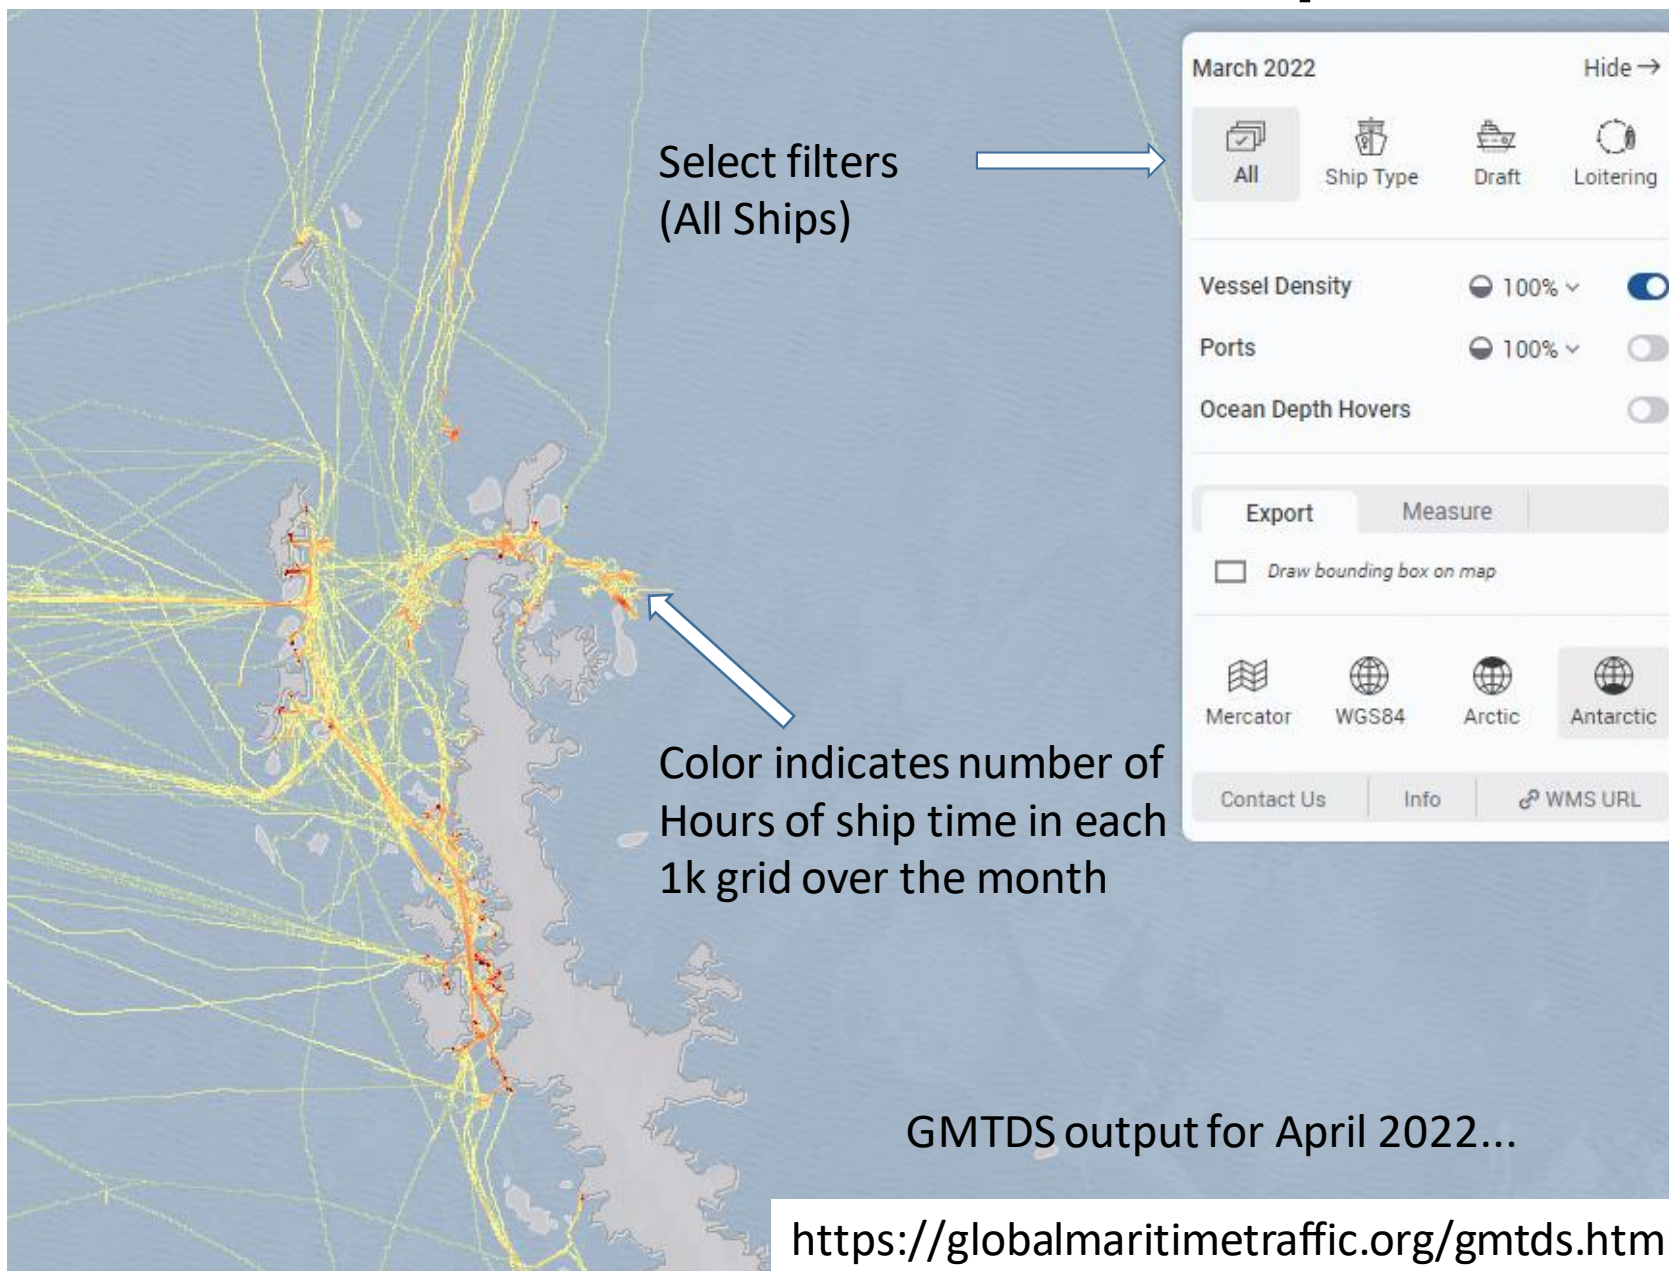 March 2022 Hide →
All Ship Type Draft Loitering
Select filters
(All Ships)
Vessel Density 100%
Ports 100%
Ocean Depth Hovers
Export Measure
Draw bounding box on map
Mercator WGS84 Arctic Antarctic
Contact Us Info WMS URL
Color indicates number of
Hours of ship time in each
1k grid over the month
GMTDS output for April 2022...
https://globalmaritimetraffic.org/gmtds.htm